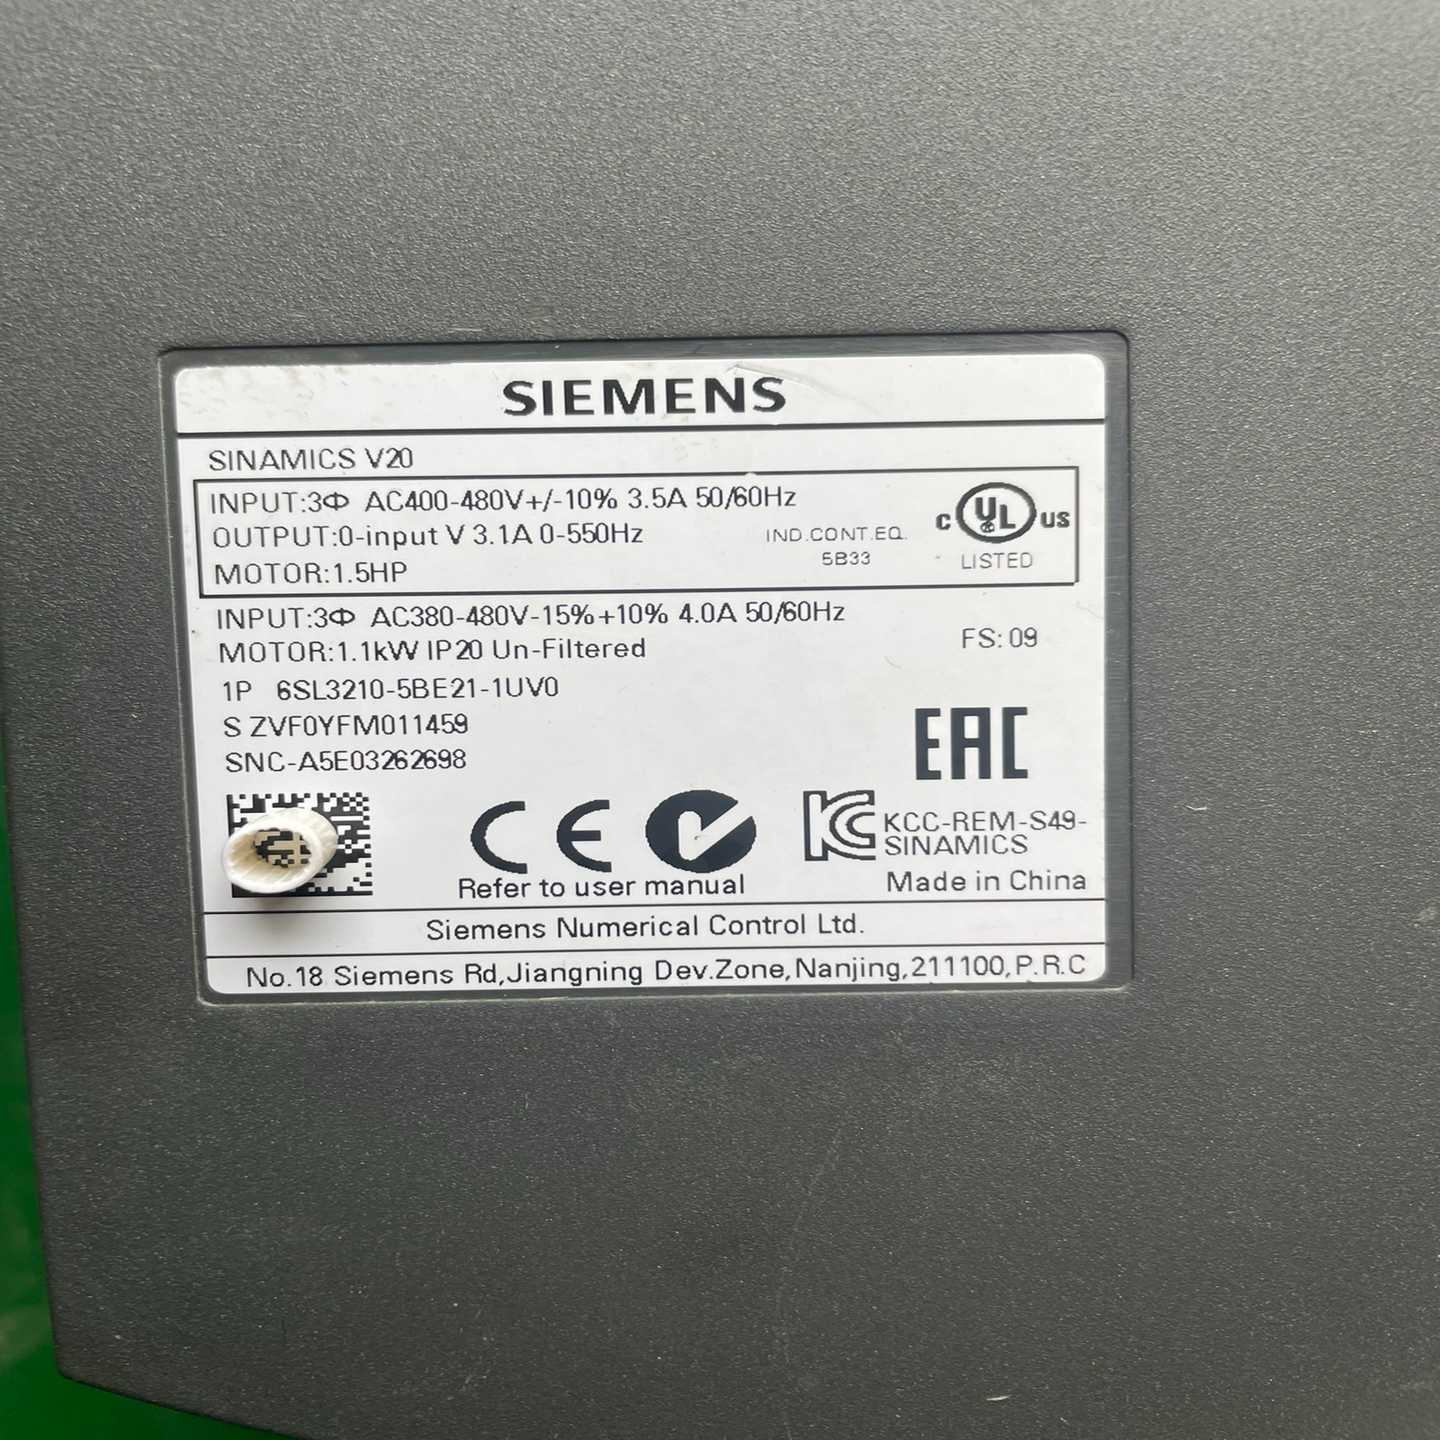 SIEMENS
SINAMICS V20
INPUT:3Φ AC400-480V+/-10% 3.5A 50/60Hz
OUTPUT:0-input V 3.1A 0-550Hz
MOTOR:1.5HP
IND.CONT.EQ.
5B33
C UL US
LISTED
INPUT:3Φ AC380-480V-15%+10% 4.0A 50/60Hz
MOTOR:1.1kW IP20 Un-Filtered
FS: 09
1P 6SL3210-5BE21-1UV0
S ZVF0YFM011459
SNC-A5E03262698
EAC
CE
KC KCC-REM-S49-
SINAMICS
Refer to user manual
Made in China
Siemens Numerical Control Ltd.
No.18 Siemens Rd,Jiangning Dev.Zone,Nanjing,211100,P.R.C